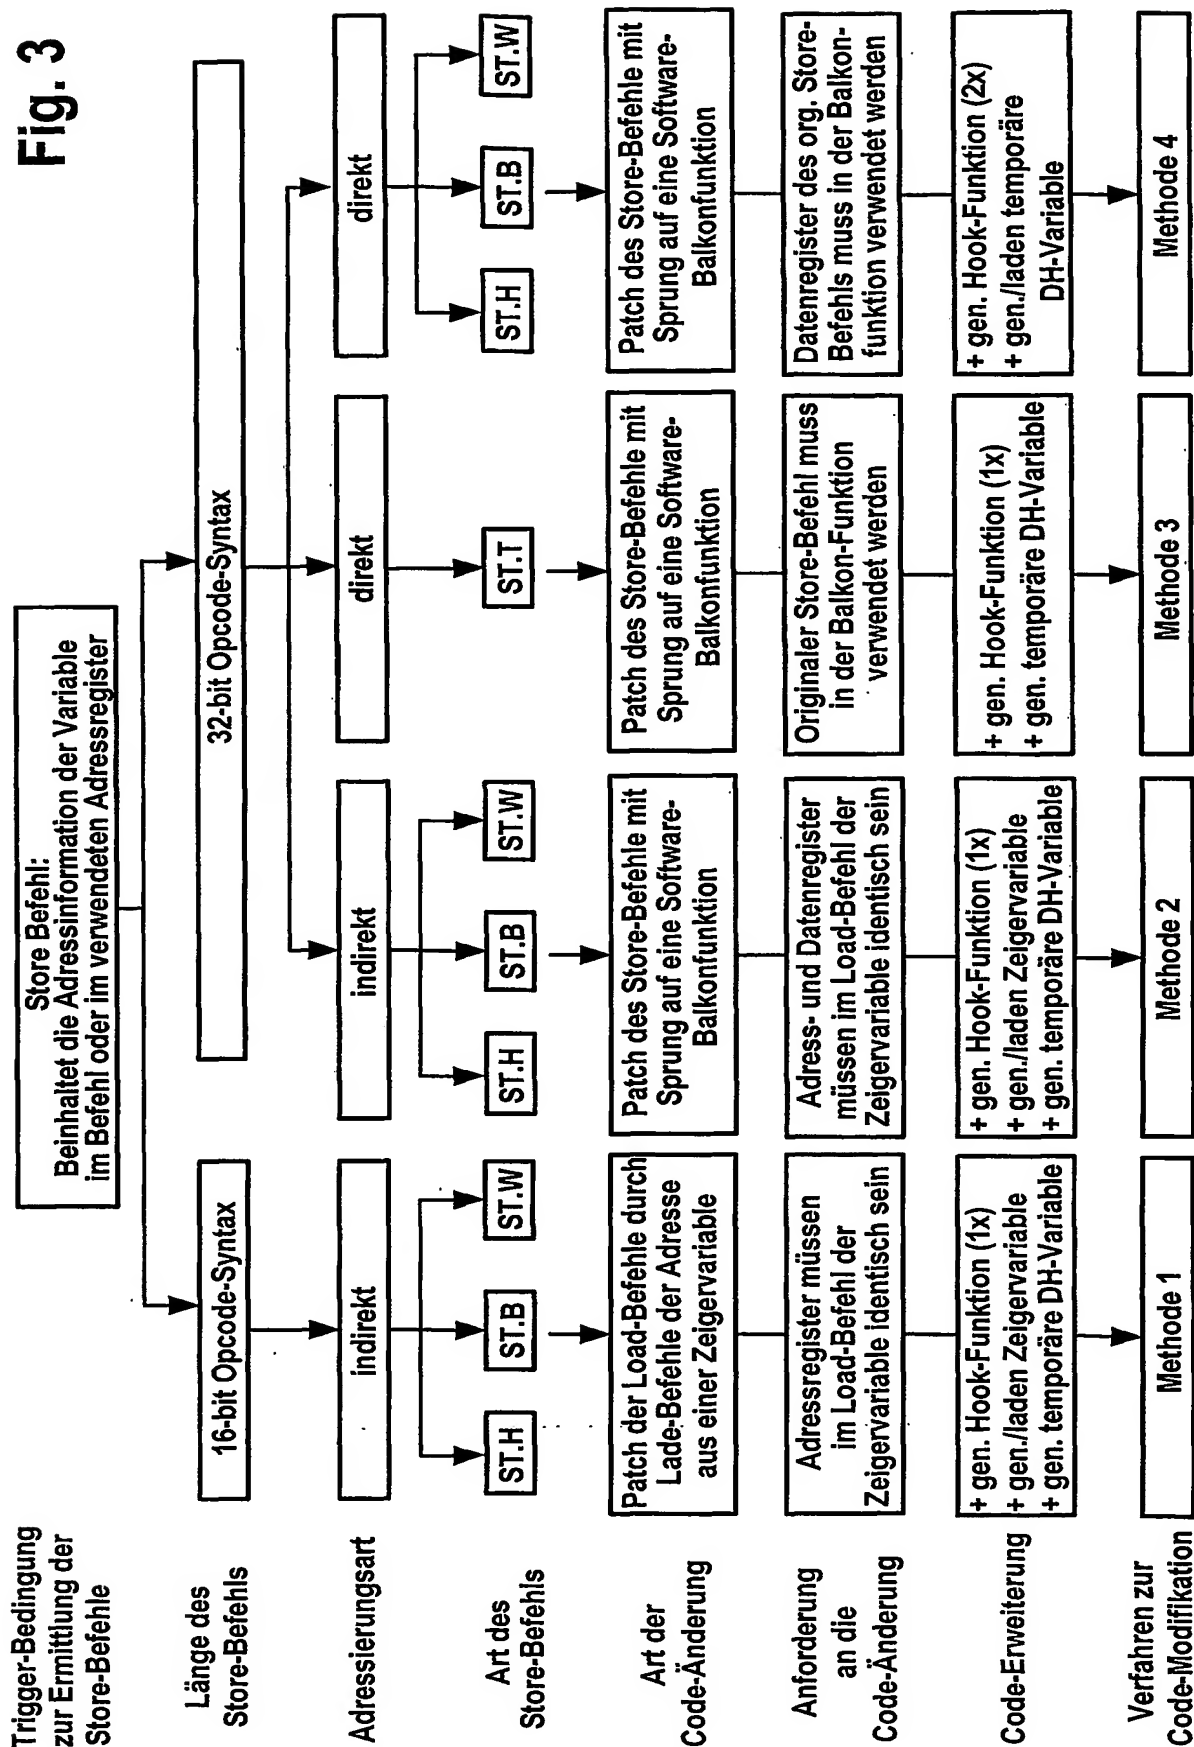 Fig. 3
Trigger-Bedingung
zur Ermittlung der
Store-Befehle
Store Befehl:
Beinhaltet die Adressinformation der Variable
im Befehl oder im verwendeten Adressregister
Länge des
Store-Befehls
16-bit Opcode-Syntax
32-bit Opcode-Syntax
Adressierungsart
indirekt
indirekt
direkt
direkt
Art des
Store-Befehls
ST.H
ST.B
ST.W
ST.H
ST.B
ST.W
ST.T
ST.H
ST.B
ST.W
Art der
Code-Änderung
Patch der Load-Befehle durch
Lade-Befehle der Adresse
aus einer Zeigervariable
Patch des Store-Befehle mit
Sprung auf eine Software-
Balkonfunktion
Patch des Store-Befehle mit
Sprung auf eine Software-
Balkonfunktion
Patch des Store-Befehle mit
Sprung auf eine Software-
Balkonfunktion
Anforderung
an die
Code-Änderung
Adressregister müssen
im Load-Befehl der
Zeigervariable identisch sein
Adress- und Datenregister
müssen im Load-Befehl der
Zeigervariable identisch sein
Originaler Store-Befehl muss
in der Balkon-Funktion
verwendet werden
Datenregister des org. Store-
Befehls muss in der Balkon-
funktion verwendet werden
Code-Erweiterung
+ gen. Hook-Funktion (1x)
+ gen./laden Zeigervariable
+ gen. temporäre DH-Variable
+ gen. Hook-Funktion (1x)
+ gen./laden Zeigervariable
+ gen. temporäre DH-Variable
+ gen. Hook-Funktion (1x)
+ gen. temporäre DH-Variable
+ gen. Hook-Funktion (2x)
+ gen./laden temporäre
DH-Variable
Verfahren zur
Code-Modifikation
Methode 1
Methode 2
Methode 3
Methode 4